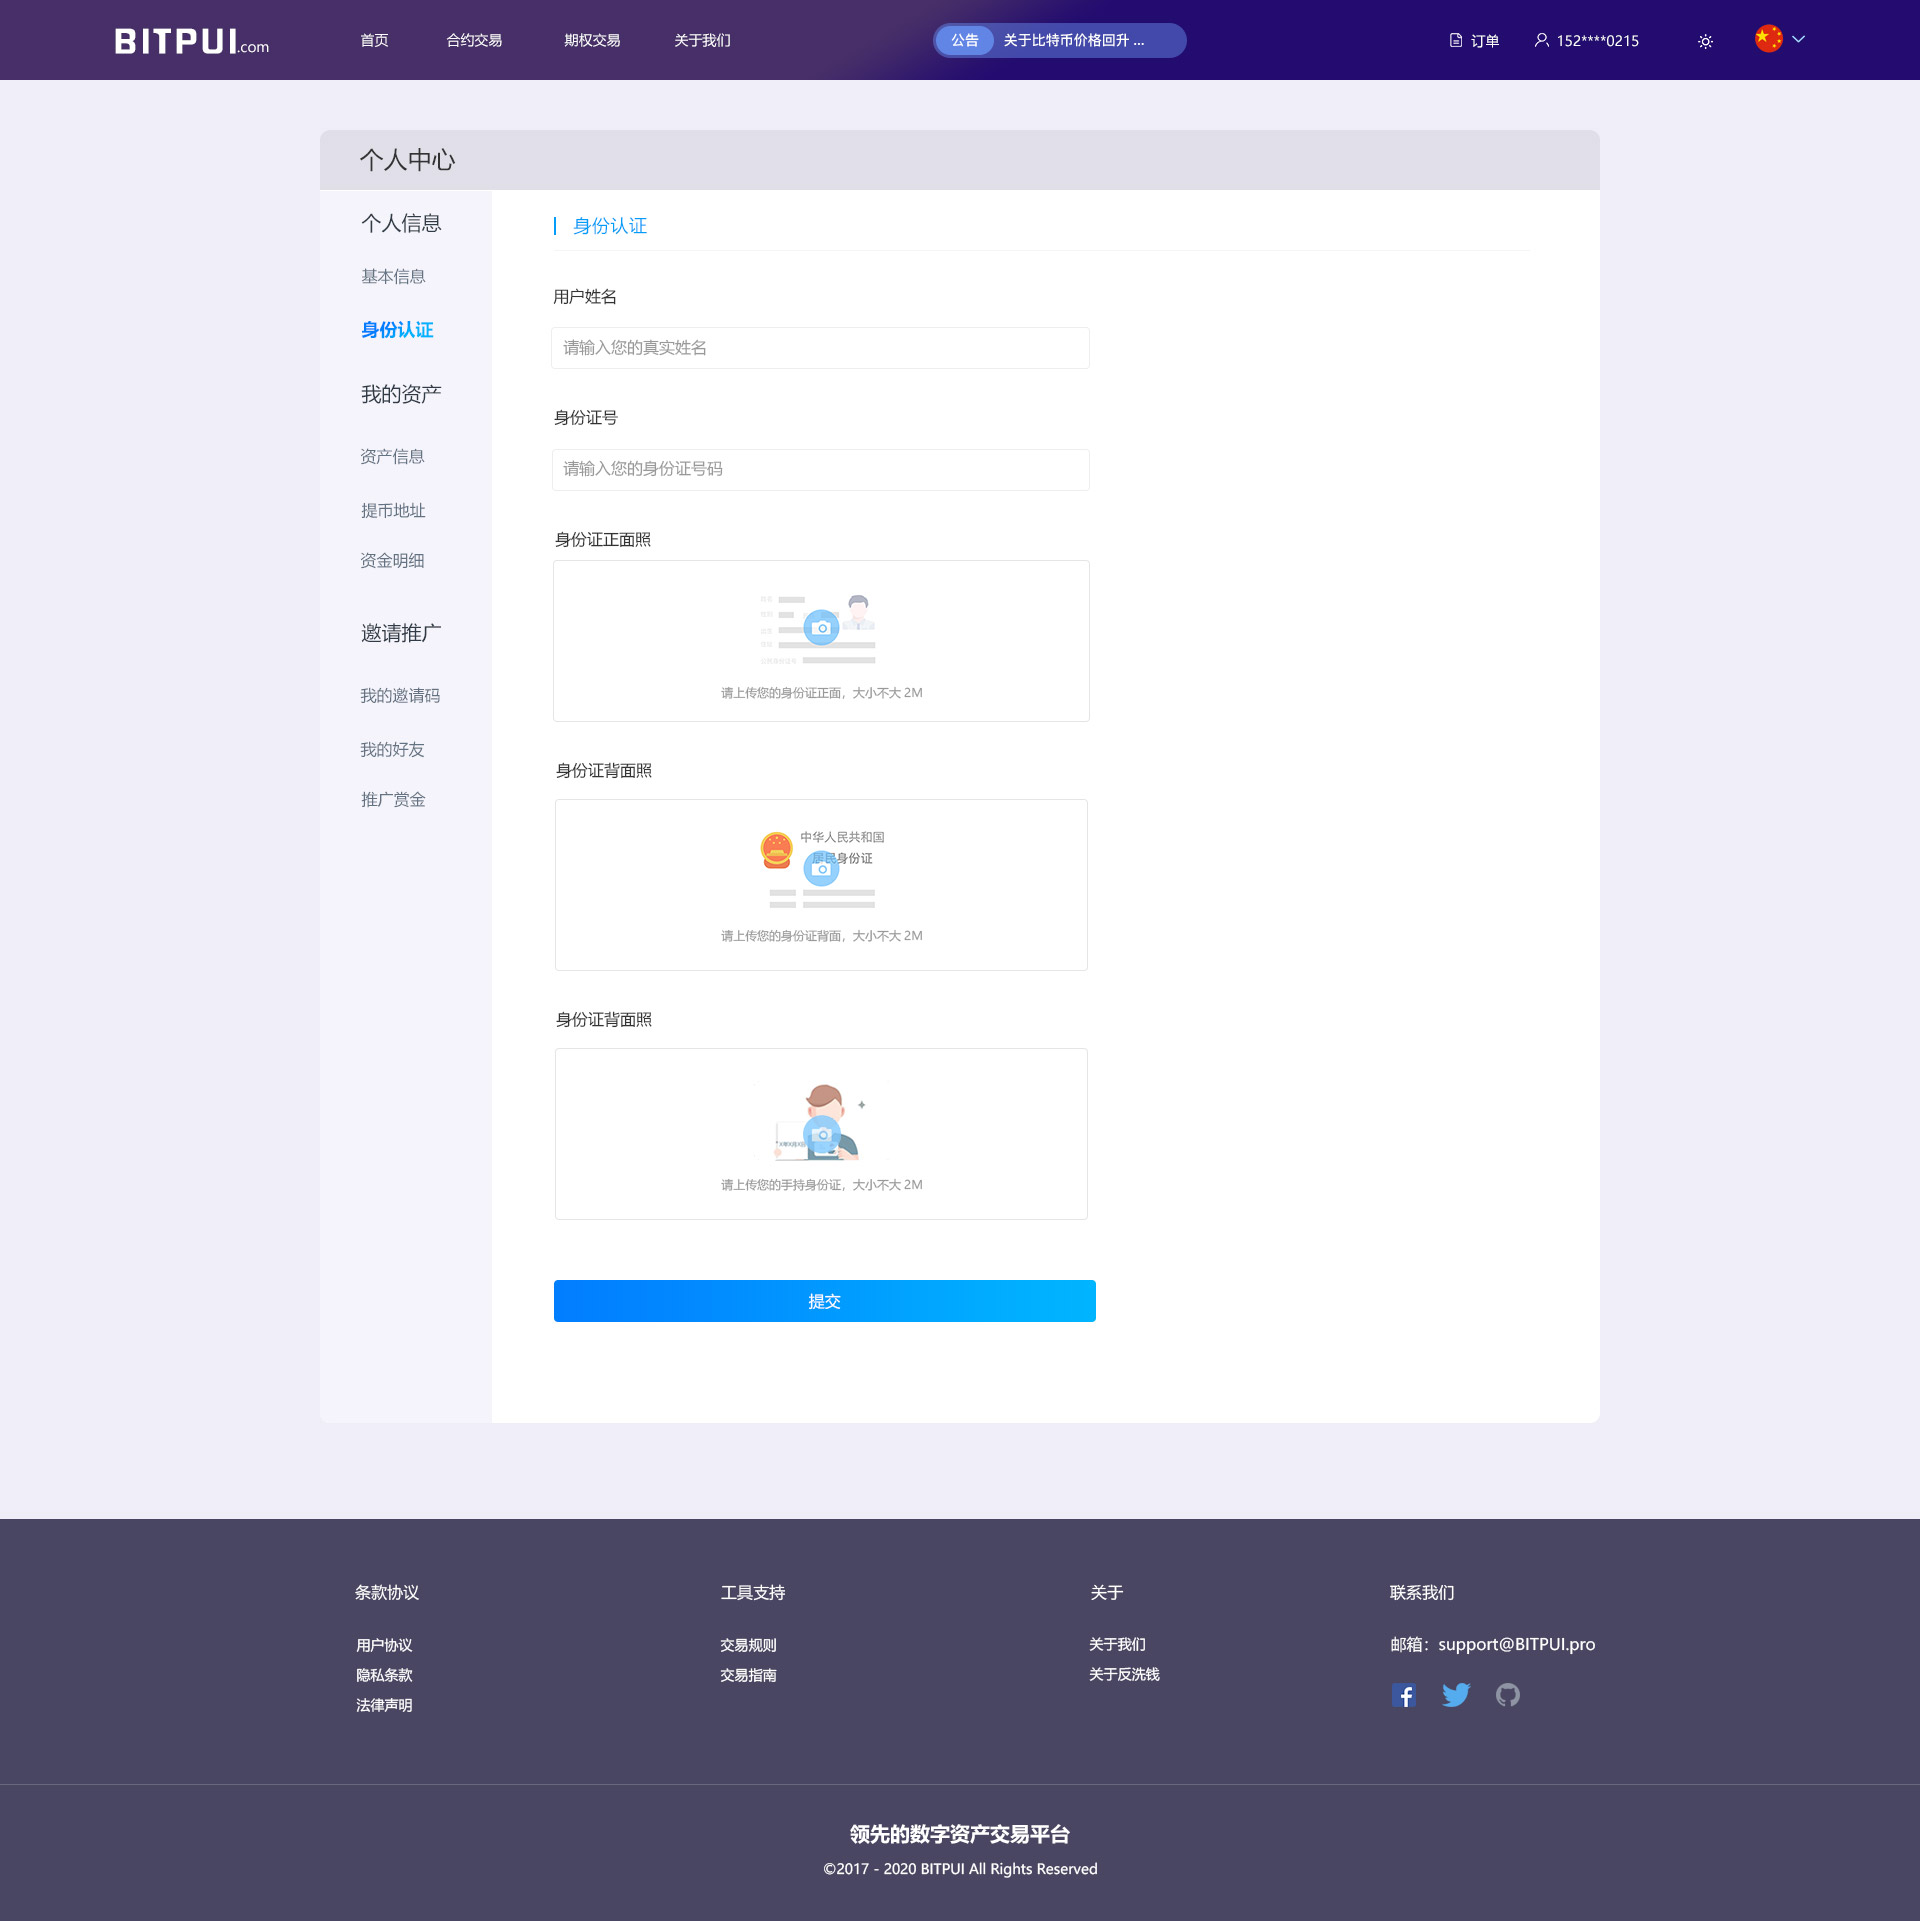 BITPUI.com
首页
合约交易
期权交易
关于我们
公告
关于比特币价格回升 ...
订单
152****0215
个人中心
个人信息
基本信息
身份认证
我的资产
资产信息
提币地址
资金明细
邀请推广
我的邀请码
我的好友
推广赏金
身份认证
用户姓名
请输入您的真实姓名
身份证号
请输入您的身份证号码
身份证正面照
请上传您的身份证正面，大小不大 2M
身份证背面照
中华人民共和国
居民身份证
请上传您的身份证背面，大小不大 2M
身份证背面照
请上传您的手持身份证，大小不大 2M
提交
条款协议
用户协议
隐私条款
法律声明
工具支持
交易规则
交易指南
关于
关于我们
关于反洗钱
联系我们
邮箱：support@BITPUI.pro
领先的数字资产交易平台
©2017 - 2020 BITPUI All Rights Reserved